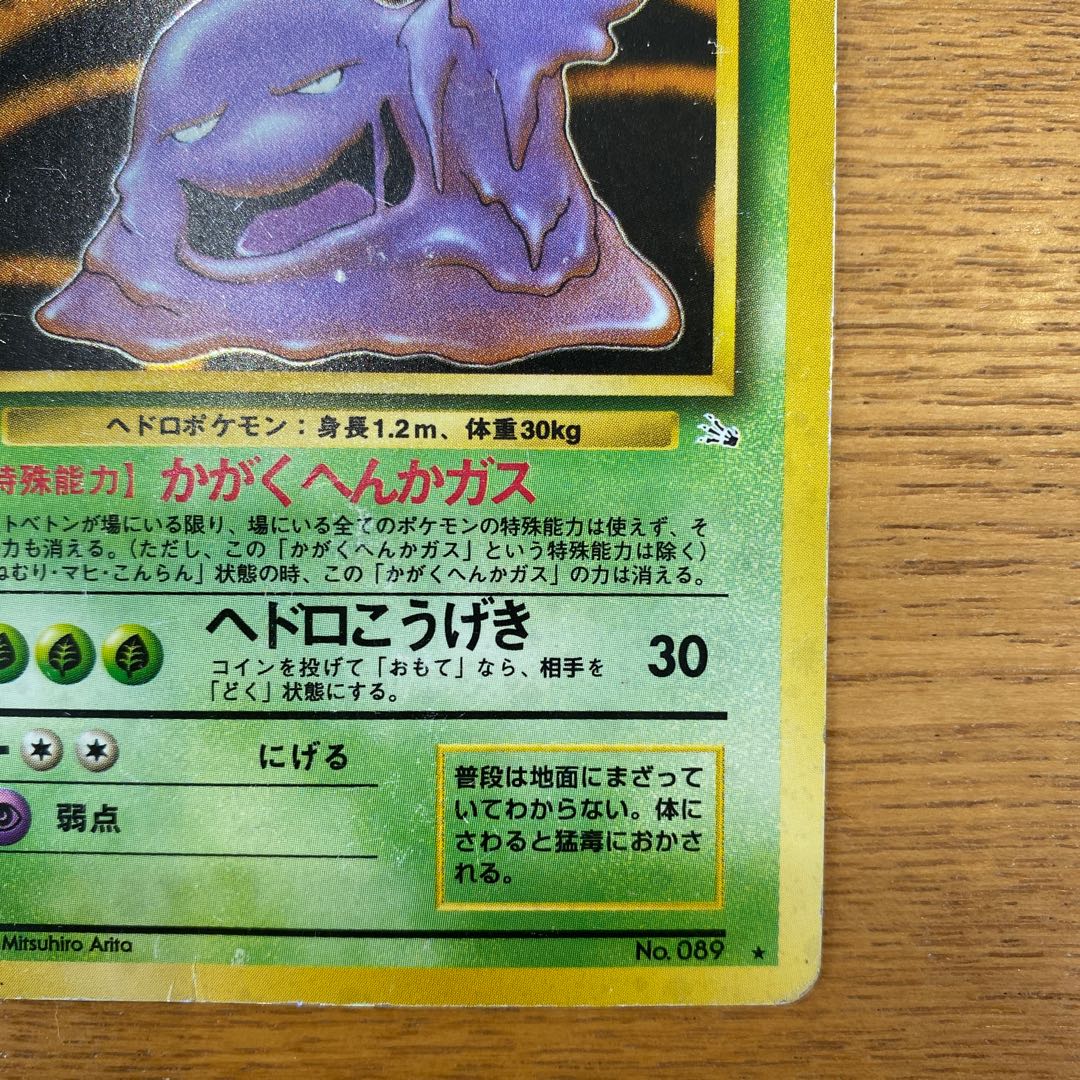 ヘドロポケモン：身長1.2m、体重30kg
特殊能力】かがくへんかガス
トベトンが場にいる限り、場にいる全てのポケモンの特殊能力は使えず、そ
力も消える。（ただし、この「かがくへんかガス」という特殊能力は除く）
ねむり・マヒ・こんらん」状態の時、この「かがくへんかガス」の力は消える。
ヘドロこうげき
30
コインを投げて「おもて」なら、相手を
「どく」状態にする。
にげる
弱点
普段は地面にまざって
いてわからない。体に
さわると猛毒におかさ
れる。
Mitsuhiro Arita
No. 089 ★